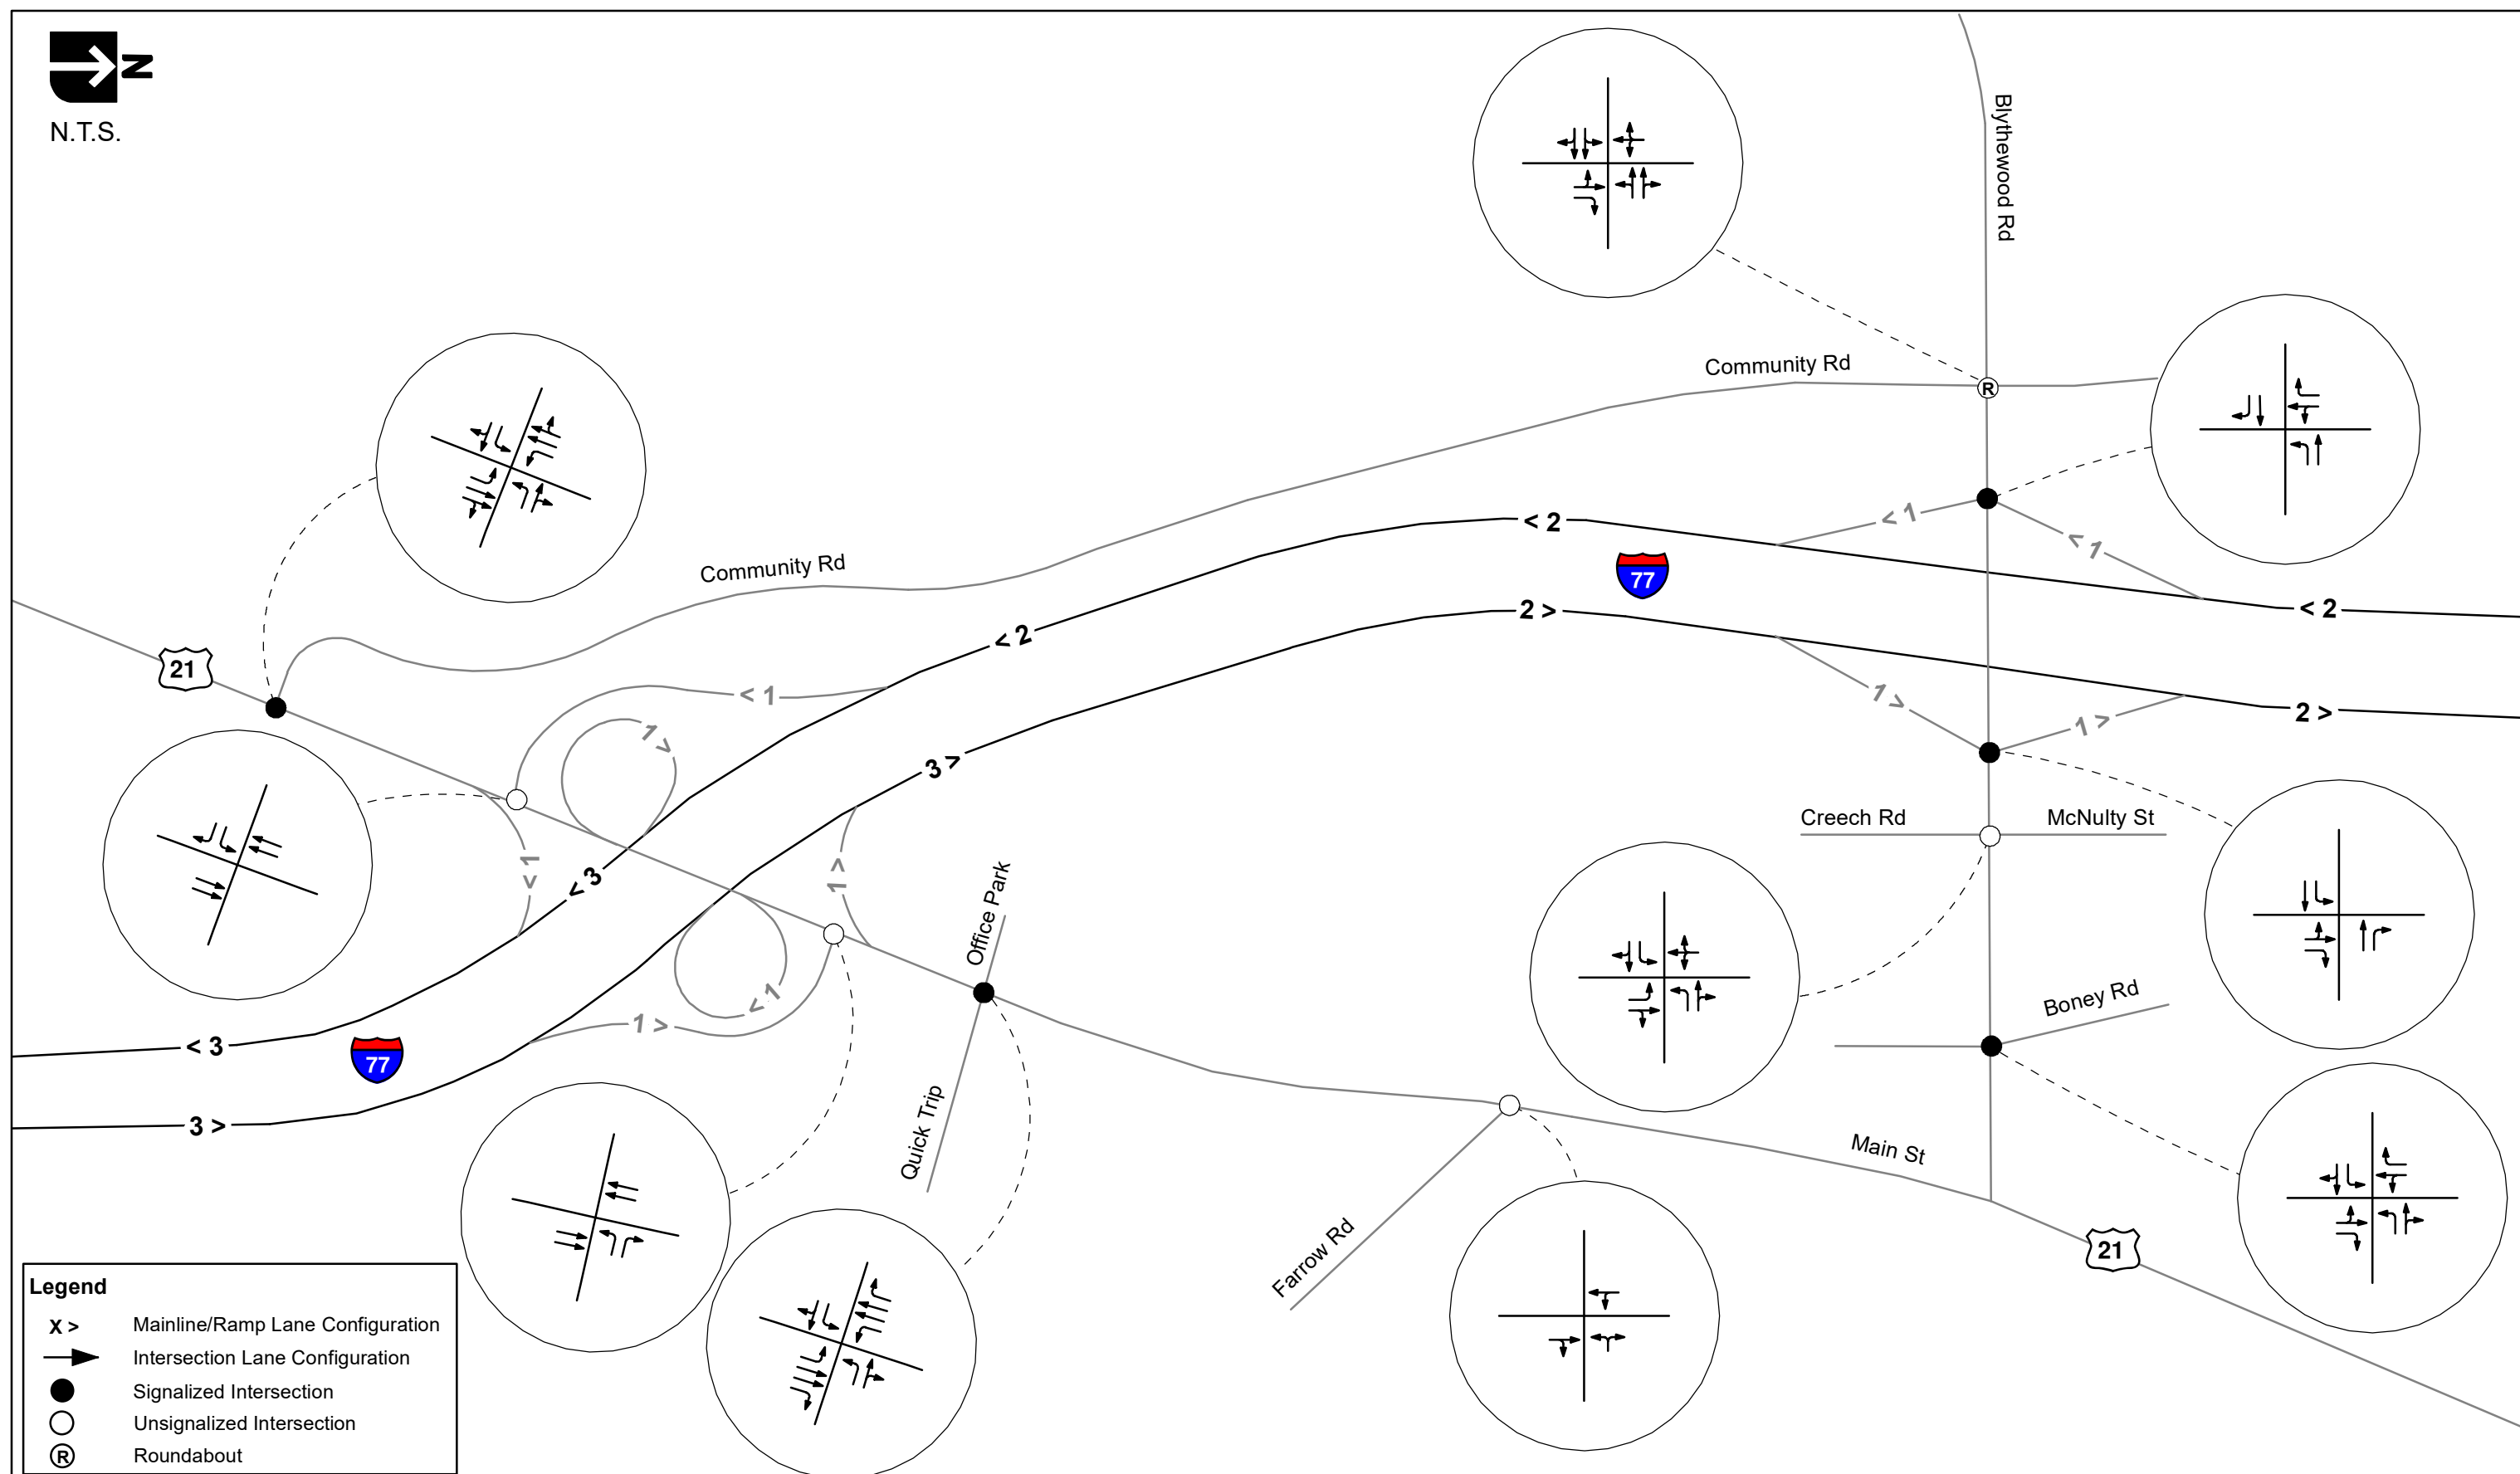 N
N.T.S.
Blythewood Rd
Community Rd
R
< 1
< 2
< 1
77
Community Rd
2 >
< 2
< 2
21
1 >
< 1
2 >
1 >
1 >
3 >
Creech Rd
McNulty St
< 1
1 >
< 3
Office Park
< 1
Boney Rd
1 >
< 3
77
3 >
Quick Trip
Main St
Farrow Rd
21
Legend
X > Mainline/Ramp Lane Configuration
Intersection Lane Configuration
Signalized Intersection
Unsignalized Intersection
R Roundabout